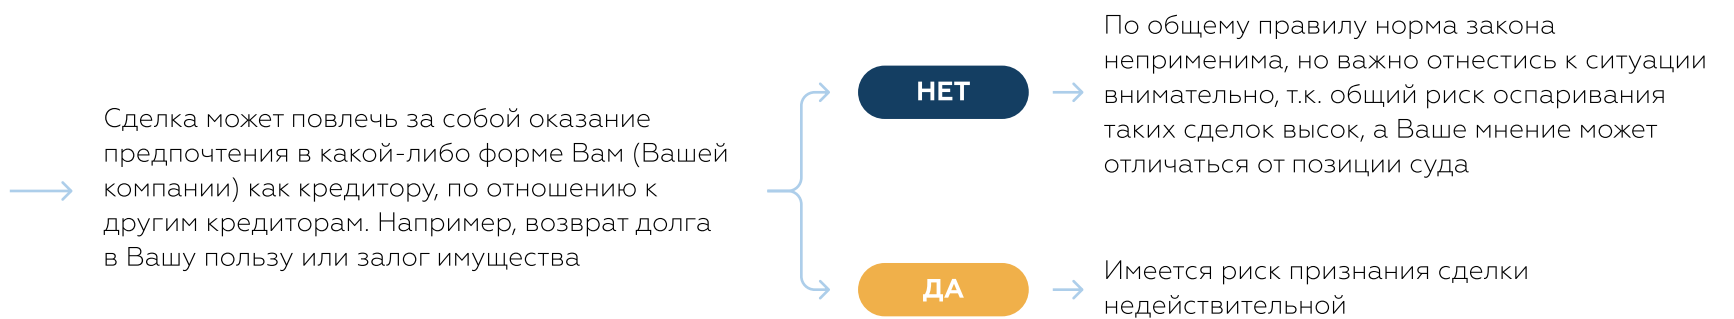 Сделка может повлечь за собой оказание
предпочтения в какой-либо форме Вам (Вашей
компании) как кредитору, по отношению к
другим кредиторам. Например, возврат долга
в Вашу пользу или залог имущества
НЕТ
По общему правилу норма закона
неприменима, но важно отнестись к ситуации
внимательно, т.к. общий риск оспаривания
таких сделок высок, а Ваше мнение может
отличаться от позиции суда
ДА
Имеется риск признания сделки
недействительной